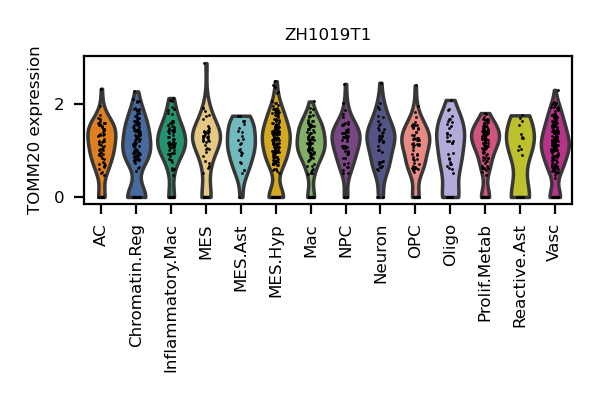 ZH1019T1
TOMM20 expression
2
0
AC
Chromatin.Reg
Inflammatory.Mac
MES
MES.Ast
MES.Hyp
Mac
NPC
Neuron
OPC
Oligo
Prolif.Metab
Reactive.Ast
Vasc